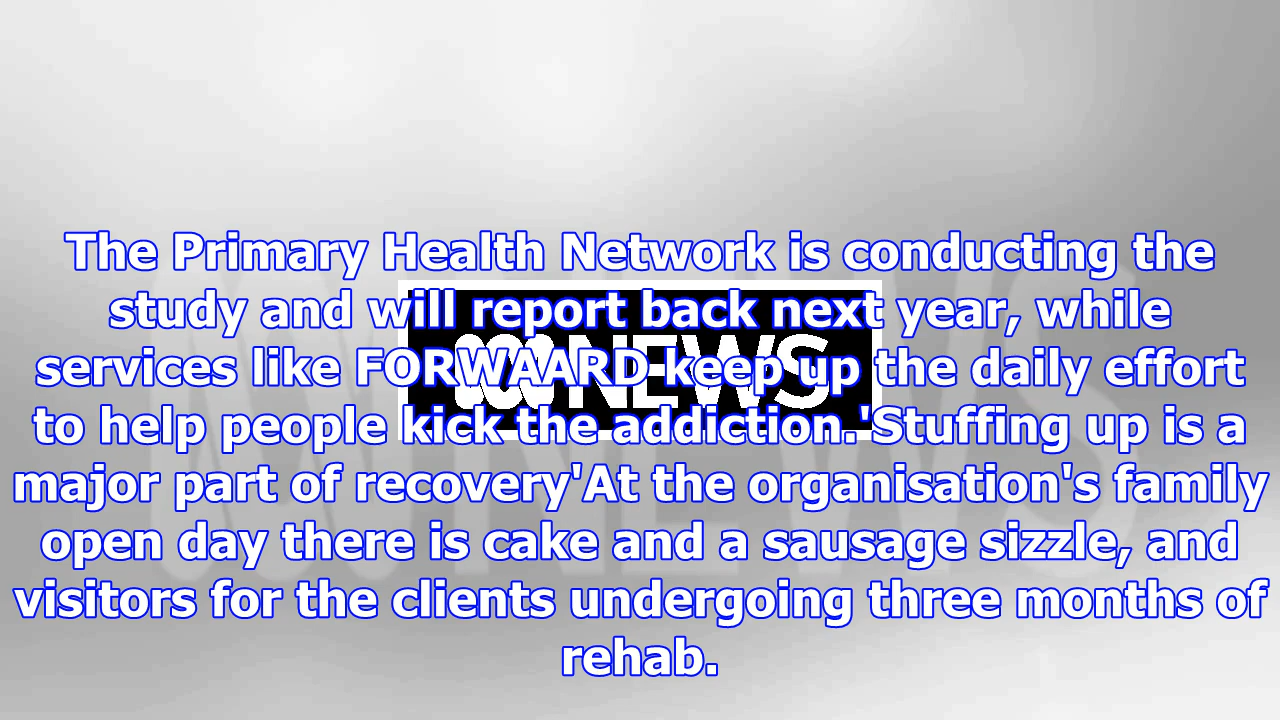 The Primary Health Network is conducting the
study and will report back next year, while
services like FORWAARD keep up the daily effort
to help people kick the addiction.'Stuffing up is a
major part of recovery'At the organisation's family
open day there is cake and a sausage sizzle, and
visitors for the clients undergoing three months of
rehab.
NEWS
NEWS